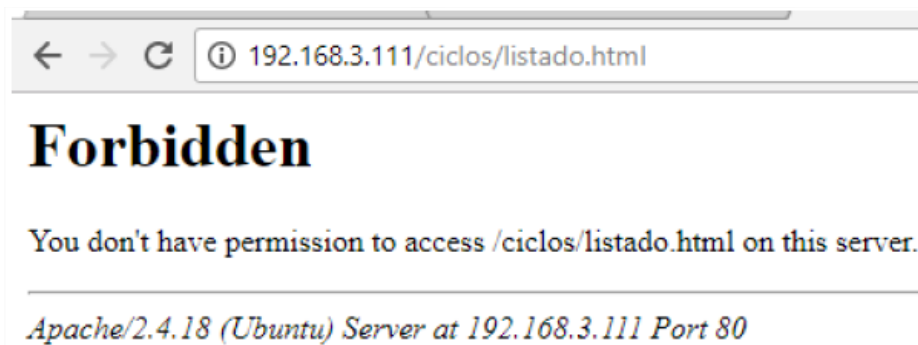 192.168.3.111/ciclos/listado.html
Forbidden
You don't have permission to access /ciclos/listado.html on this server.
Apache/2.4.18 (Ubuntu) Server at 192.168.3.111 Port 80